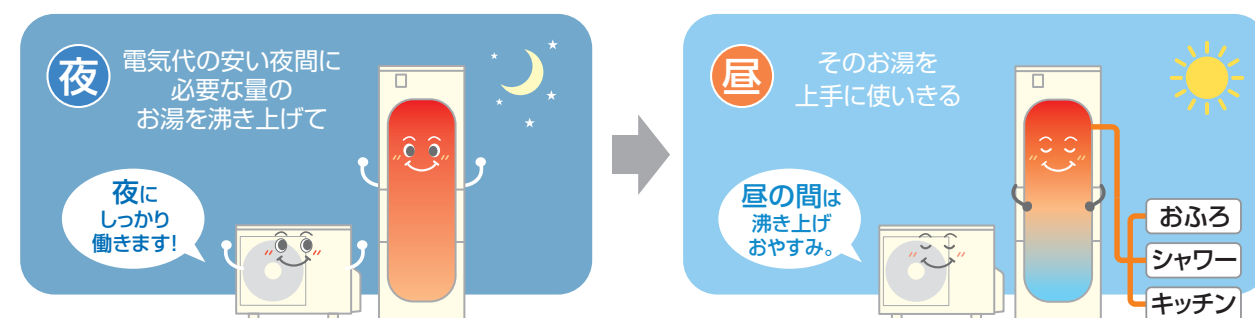 夜
電気代の安い夜間に
必要な量の
お湯を沸き上げて
夜に
しっかり
働きます!
昼
そのお湯を
上手に使いきる
昼の間は
沸き上げ
おやすみ。
おふろ
シャワー
キッチン